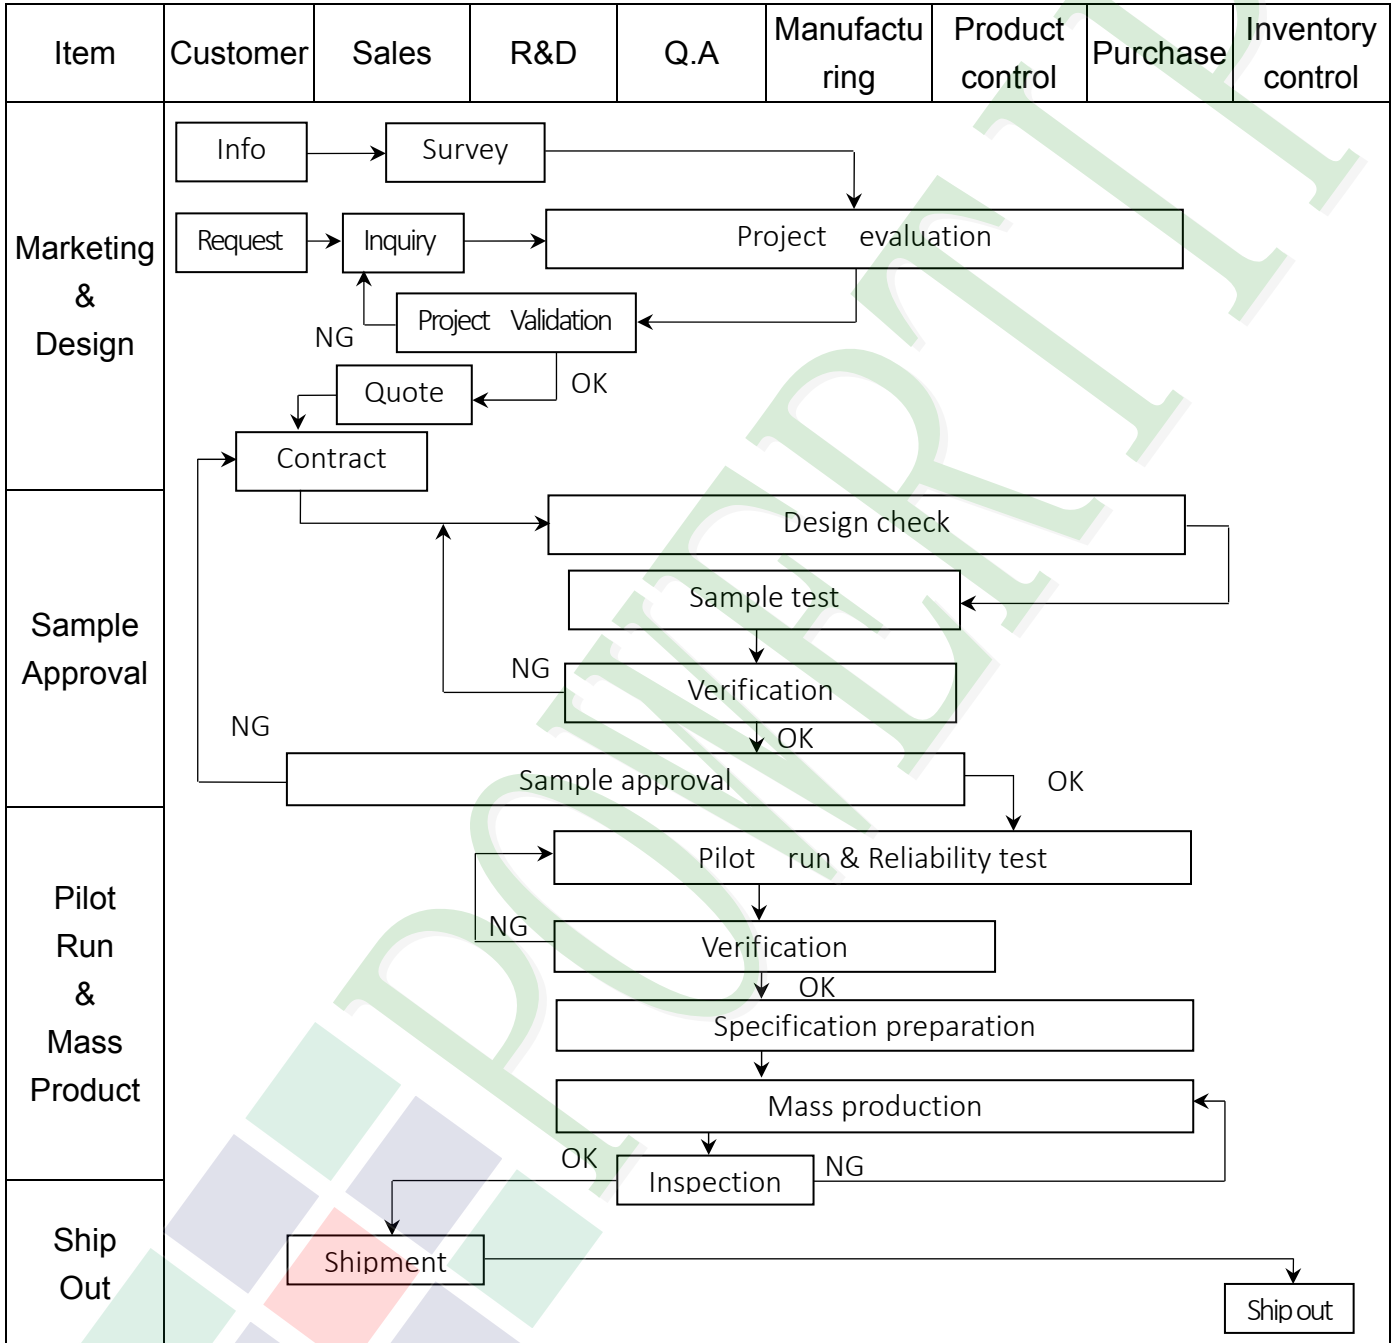 Item
Customer
Sales
R&D
Q.A
Manufactu
ring
Product
control
Purchase
Inventory
control
Marketing
&
Design
Info
Survey
Request
Inquiry
Project evaluation
NG
Project Validation
Quote
OK
Contract
Sample
Approval
Design check
Sample test
NG
Verification
NG
OK
Sample approval
OK
Pilot
Run
&
Mass
Product
Pilot run & Reliability test
NG
Verification
OK
Specification preparation
Mass production
OK
Inspection
NG
Ship
Out
Shipment
Ship out
POWERTIP